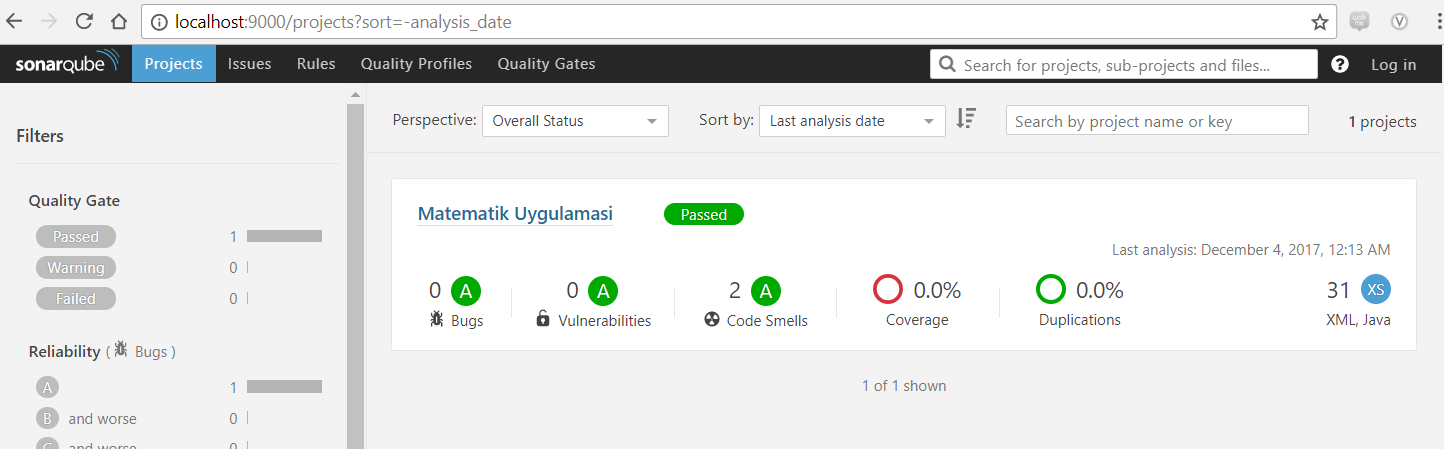 localhost:9000/projects?sort=-analysis_date
sonarqube Projects Issues Rules Quality Profiles Quality Gates Search for projects, sub-projects and files... ? Log in
Filters
Quality Gate
Passed 1
Warning 0
Failed 0
Reliability ( Bugs )
A 1
B and worse 0
C and worse 0
Perspective: Overall Status Sort by: Last analysis date Search by project name or key 1 projects
Matematik Uygulamasi Passed
Last analysis: December 4, 2017, 12:13 AM
0 A 0 A 2 A 0.0% 0.0% 31 XS
Bugs Vulnerabilities Code Smells Coverage Duplications XML, Java
1 of 1 shown